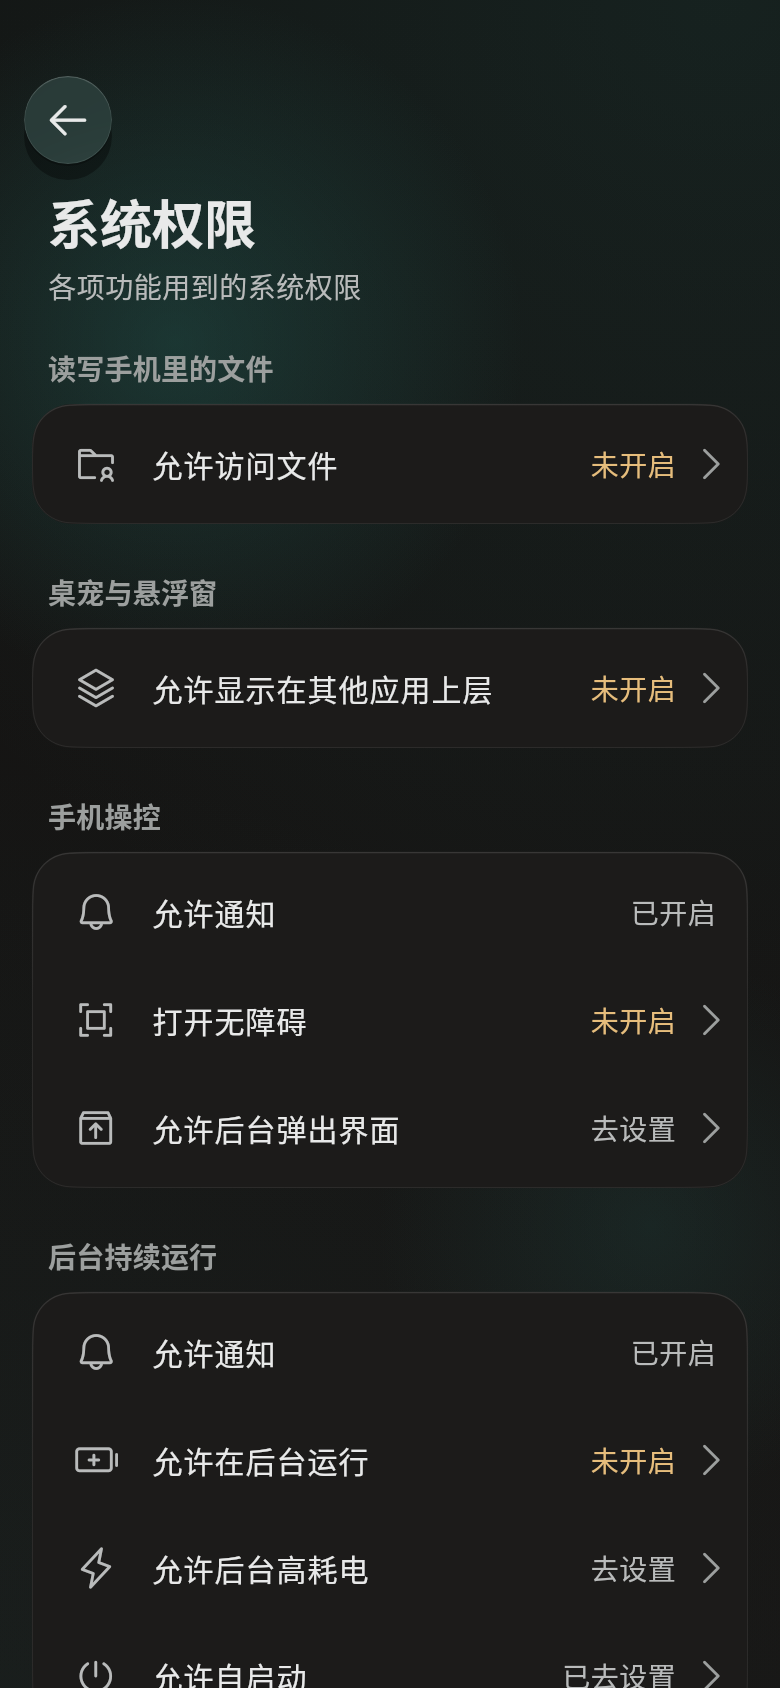 系统权限
各项功能用到的系统权限
读写手机里的文件
允许访问文件 未开启
桌宠与悬浮窗
允许显示在其他应用上层 未开启
手机操控
允许通知 已开启
打开无障碍 未开启
允许后台弹出界面 去设置
后台持续运行
允许通知 已开启
允许在后台运行 未开启
允许后台高耗电 去设置
允许自启动 已去设置